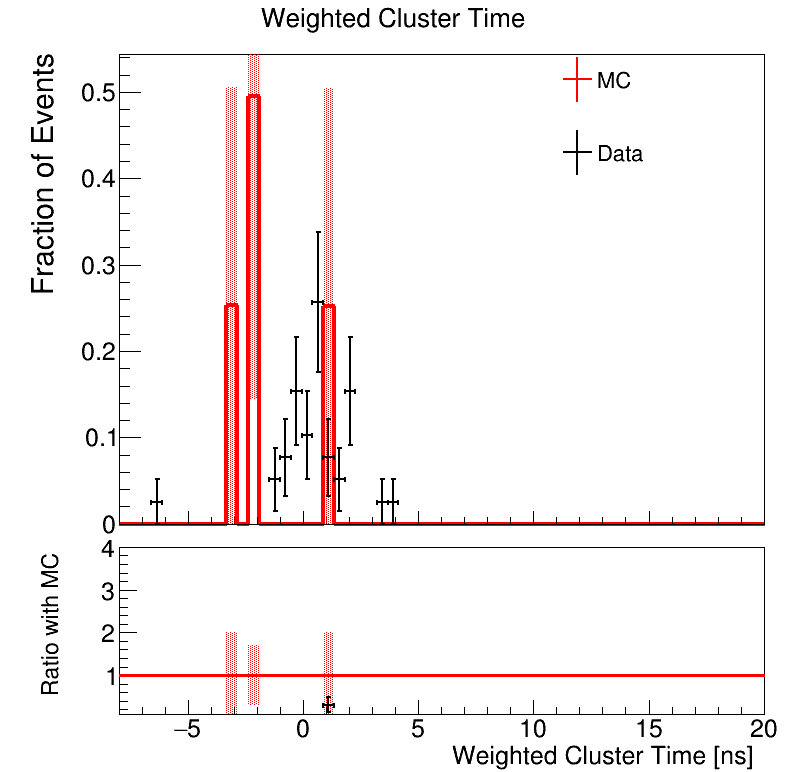 Weighted Cluster Time
Fraction of Events
0.5
0.4
0.3
0.2
0.1
0
MC
Data
Ratio with MC
4
3
2
1
−5 0 5 10 15 20
Weighted Cluster Time [ns]